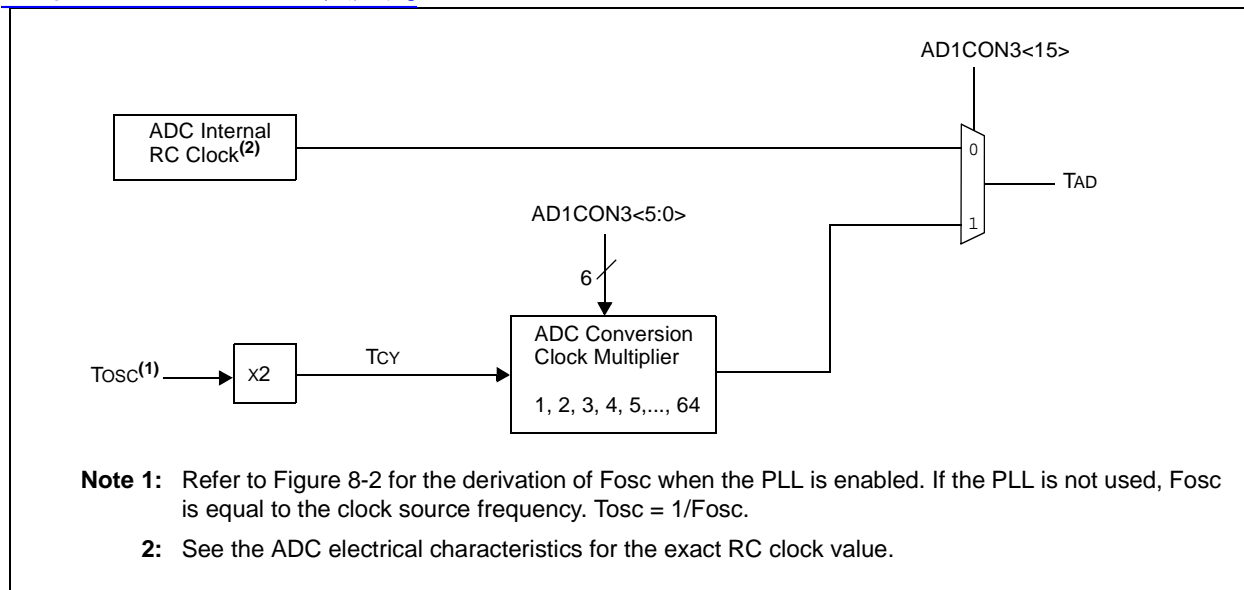 AD1CON3<15>
ADC Internal
RC Clock(2)
0
TAD
AD1CON3<5:0>
1
6
ADC Conversion
Clock Multiplier
TOSC(1)
X2
TCY
1, 2, 3, 4, 5,..., 64
Note 1: Refer to Figure 8-2 for the derivation of Fosc when the PLL is enabled. If the PLL is not used, Fosc
is equal to the clock source frequency. Tosc = 1/Fosc.
2: See the ADC electrical characteristics for the exact RC clock value.